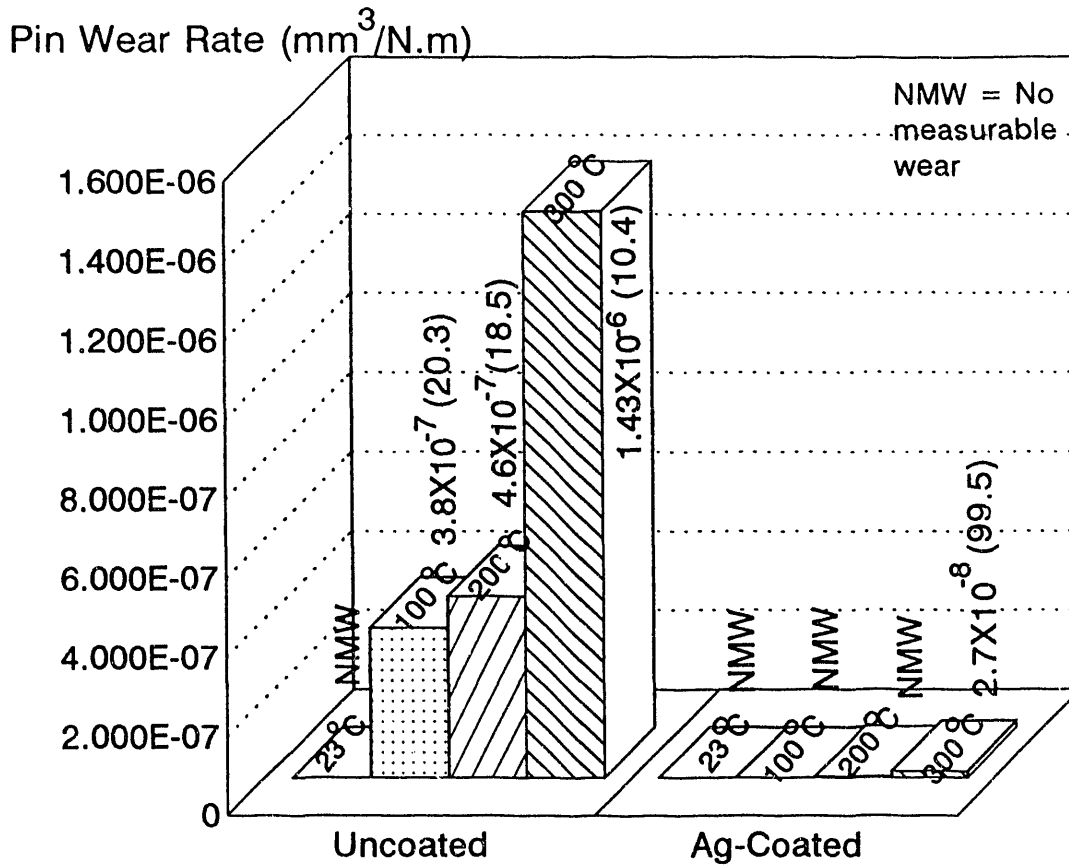 Pin Wear Rate (mm³/N.m)
NMW = No
measurable
wear
1.600E-06
1.400E-06
1.200E-06
1.000E-06
8.000E-07
6.000E-07
4.000E-07
2.000E-07
0
NMW
3.8X10⁻⁷ (20.3)
4.6X10⁻⁷ (18.5)
1.43X10⁻⁶ (10.4)
NMW
NMW
NMW
2.7X10⁻⁸ (99.5)
23°C
100°C
200°C
300°C
23°C
100°C
200°C
300°C
Uncoated
Ag-Coated